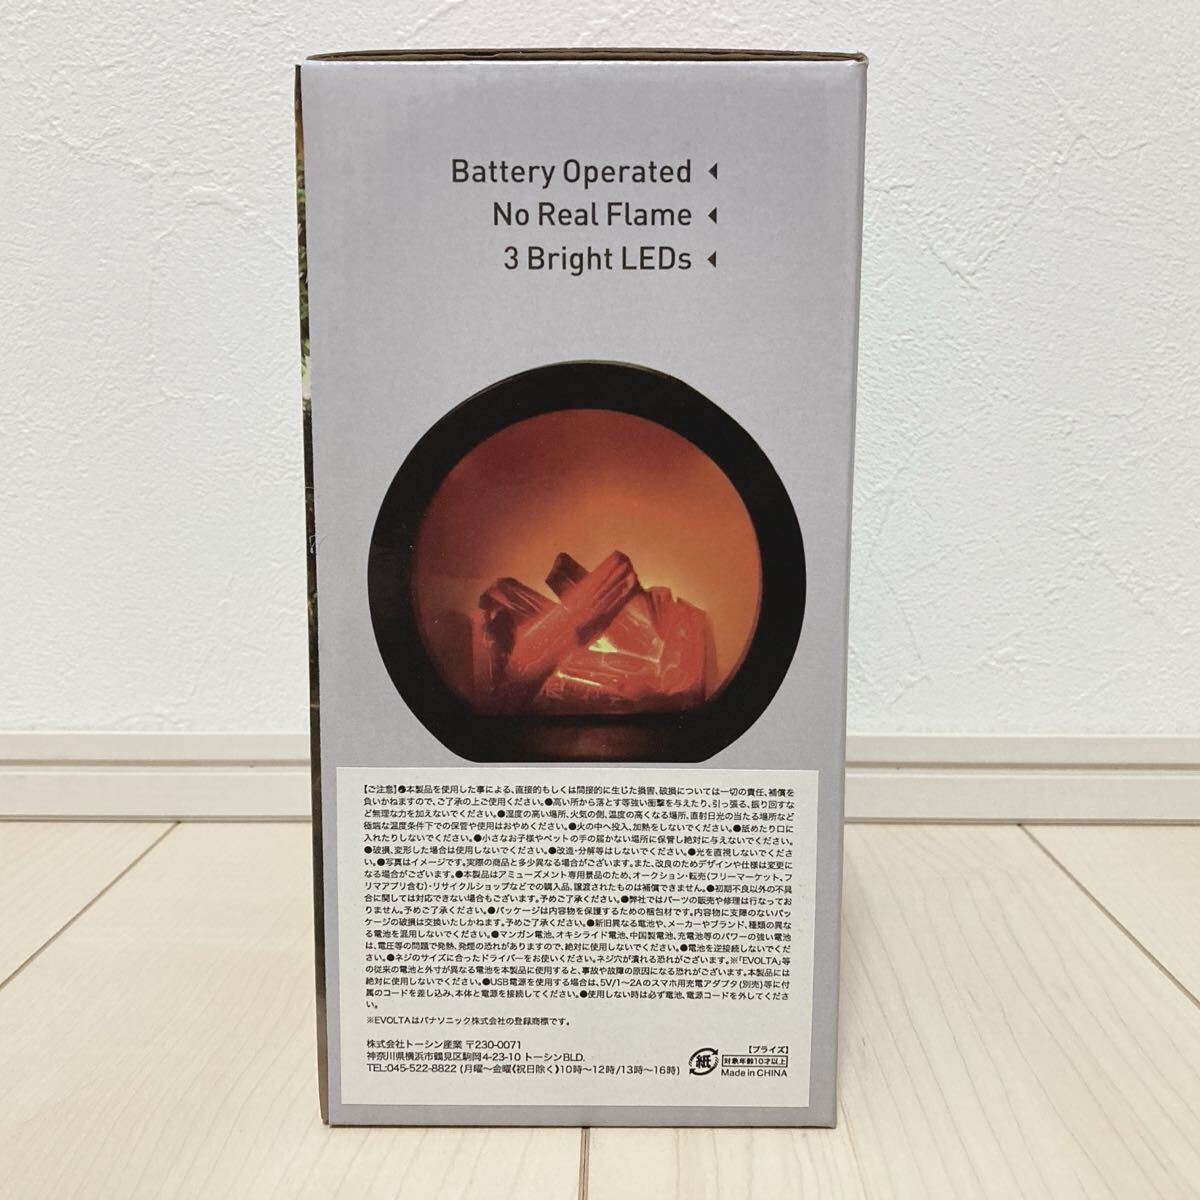 Battery Operated
No Real Flame
3 Bright LEDs
【ご注意】●本製品を使用した事による、直接的もしくは間接的に生じた損害、破損については一切の責任、補償を
負いかねますので、ご了承の上ご使用ください。●高い所から落とす等強い衝撃を与えたり、引っ張る、振り回すな
ど無理な力を加えないでください。●湿度の高い場所、火気の側、温度の高くなる場所、直射日光の当たる場所など
極端な温度条件下での保管や使用はおやめください。●火の中へ投入、加熱をしないでください。●舐めたり口に
入れたりしないでください。●小さなお子様やペットの手の届かない場所に保管し絶対に与えないでください。
●破損、変形した場合は使用しないでください。●改造・分解等はしないでください。●光を直視しないでくださ
い。●写真はイメージです。実際の商品と多少異なる場合がございます。また、改良のためデザインや仕様は変更に
なる場合がございます。●本製品はアミューズメント専用景品のため、オークション・転売(フリーマーケット、フ
リマアプリ含む)・リサイクルショップなどでの購入品、譲渡されたものは補償できません。●初期不良以外の不具
合に関しては対応できない場合もございます。予めご了承ください。●弊社ではパーツの販売や修理は行なってお
りません。予めご了承ください。●パッケージは内容物を保護するための梱包材です。内容物に支障のないパッ
ケージの破損は交換いたしかねます。予めご了承ください。●新旧異なる電池や、メーカーやブランド、種類の異な
る電池を混用しないでください。●マンガン電池、オキシライド電池、中国製電池、充電池等のパワーの強い電池
は、電圧等の問題で発熱、発煙の恐れがありますので、絶対に使用しないでください。●電池を逆接続しないでくだ
さい。●ネジのサイズに合ったドライバーをお使いください。ネジ穴が潰れる恐れがございます。※「EVOLTA」等
の従来の電池と外寸が異なる電池を本製品に使用すると、事故や故障の原因になる恐れがございます。本製品には
絶対に使用しないでください。●USB電源を使用する場合は、5V/1〜2Aのスマホ用充電アダプタ(別売)等に付
属のコードを差し込み、本体と電源を接続してください。●使用しない時は必ず電池、電源コードを外してくださ
い。
※EVOLTAはパナソニック株式会社の登録商標です。
株式会社トーシン産業 〒230-0071
神奈川県横浜市鶴見区駒岡4-23-10 トーシンBLD.
TEL:045-522-8822 (月曜〜金曜《祝日除く》10時〜12時/13時〜16時)
紙
【プライズ】
対象年齢10才以上
Made in CHINA